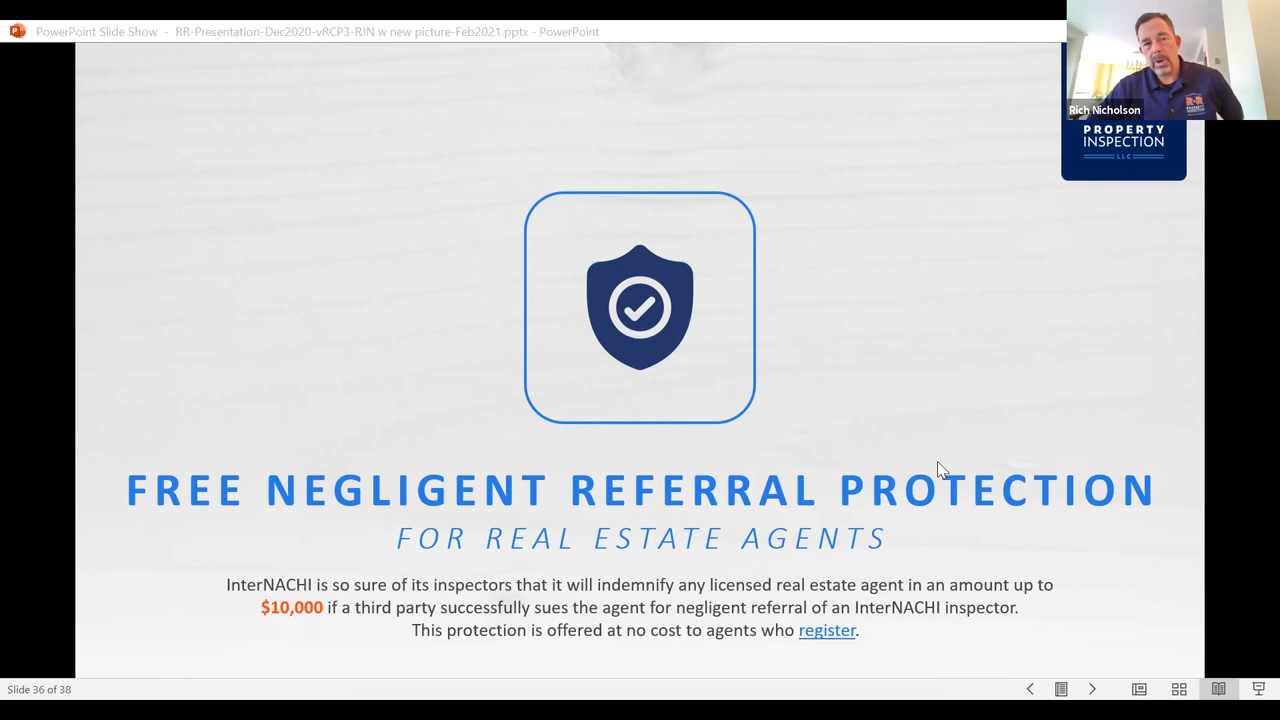 PowerPoint Slide Show - RR-Presentation-Dec2020-vRCP3-RJN w new picture-Feb2021.pptx - PowerPoint
Rich Nicholson
PROPERTY
INSPECTION
LLC
FREE NEGLIGENT REFERRAL PROTECTION
FOR REAL ESTATE AGENTS
InterNACHI is so sure of its inspectors that it will indemnify any licensed real estate agent in an amount up to
$10,000 if a third party successfully sues the agent for negligent referral of an InterNACHI inspector.
This protection is offered at no cost to agents who register.
Slide 36 of 38